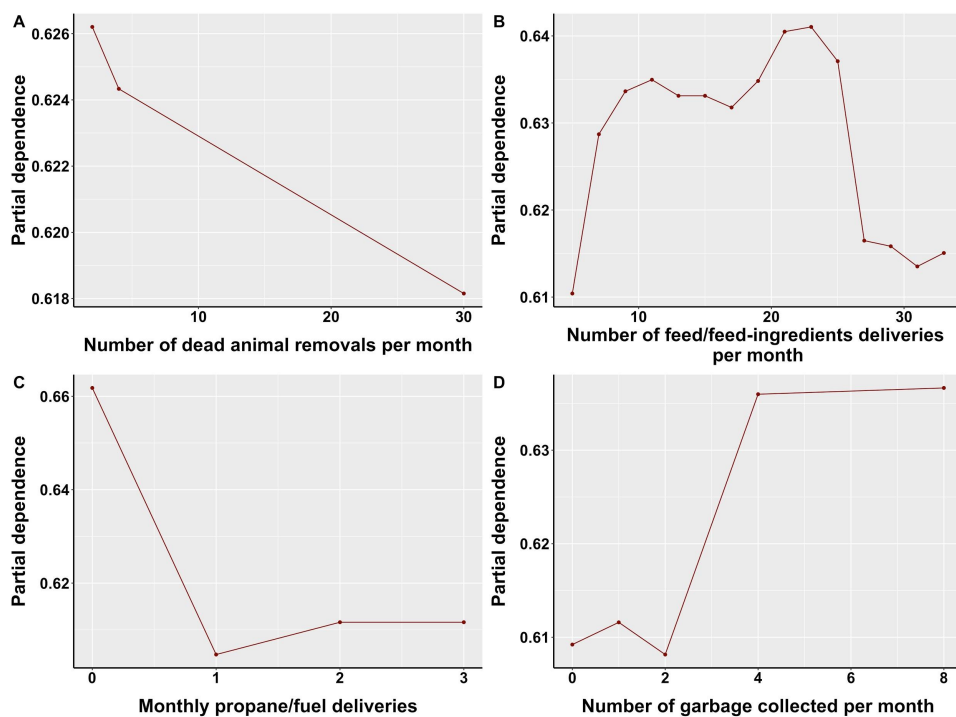 A
Partial dependence
0.626
0.624
0.622
0.620
0.618
10
20
30
Number of dead animal removals per month
B
Partial dependence
0.64
0.63
0.62
0.61
10
20
30
Number of feed/feed-ingredients deliveries
per month
C
Partial dependence
0.66
0.64
0.62
0
1
2
3
Monthly propane/fuel deliveries
D
Partial dependence
0.63
0.62
0.61
0
2
4
6
8
Number of garbage collected per month